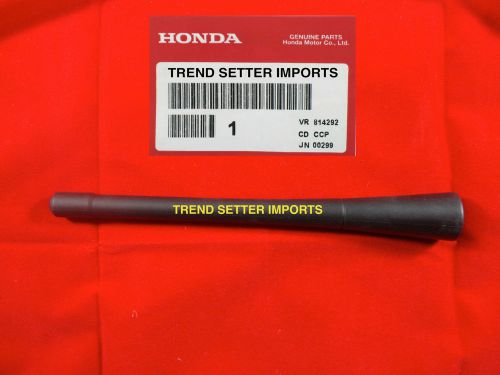 HONDA
GENUINE PARTS
Honda Motor Co., Ltd.
TREND SETTER IMPORTS
1
VR 814292
CD CCP
JN 00299
TREND SETTER IMPORTS